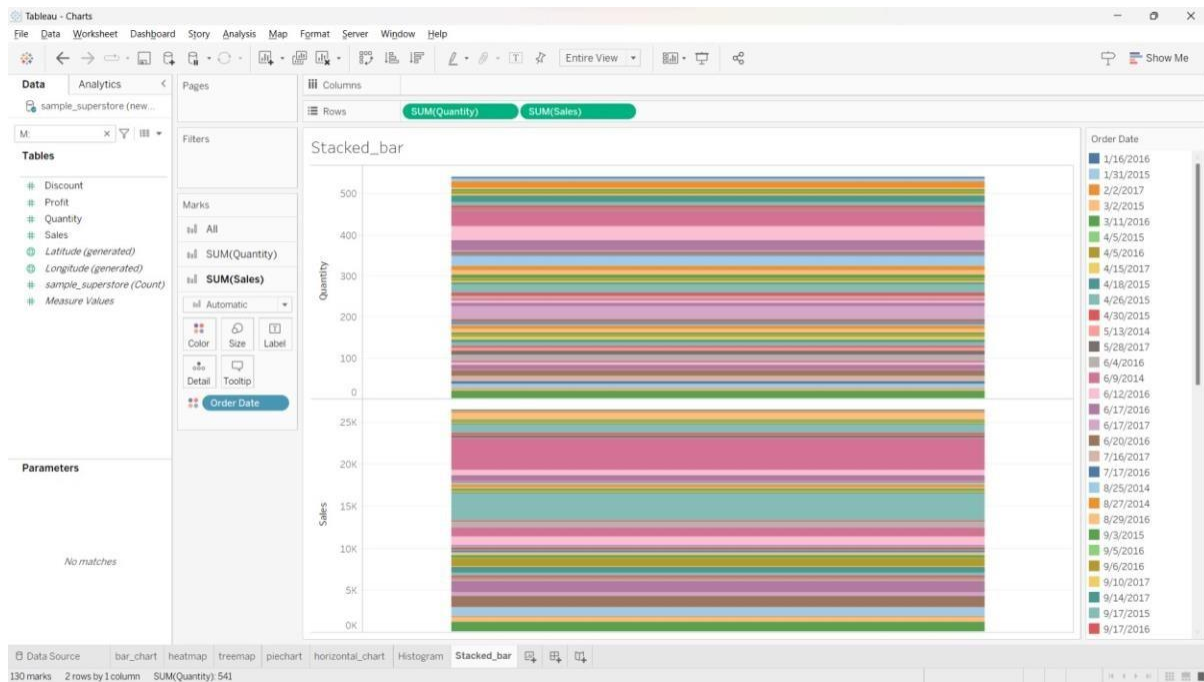 Tableau - Charts
File Data Worksheet Dashboard Story Analysis Map Format Server Window Help
Entire View
Show Me
Data Analytics
sample_superstore (new...
M:
Tables
Discount
Profit
Quantity
Sales
Latitude (generated)
Longitude (generated)
sample_superstore (Count)
Measure Values
Parameters
No matches
Pages
Filters
Marks
All
SUM(Quantity)
SUM(Sales)
Automatic
Color Size Label
Detail Tooltip
Order Date
Columns
Rows SUM(Quantity) SUM(Sales)
Stacked_bar
Quantity
500
400
300
200
100
0
Sales
25K
20K
15K
10K
5K
0K
Order Date
1/16/2016
1/31/2015
2/2/2017
3/2/2015
3/11/2016
4/5/2015
4/5/2016
4/15/2017
4/18/2015
4/26/2015
4/30/2015
5/13/2014
5/28/2017
6/4/2016
6/9/2014
6/12/2016
6/17/2016
6/17/2017
6/20/2016
7/16/2017
7/17/2016
8/25/2014
8/27/2014
8/29/2016
9/3/2015
9/5/2016
9/6/2016
9/10/2017
9/14/2017
9/17/2015
9/17/2016
Data Source bar_chart heatmap treemap piechart horizontal_chart Histogram Stacked_bar
130 marks 2 rows by 1 column SUM(Quantity): 541